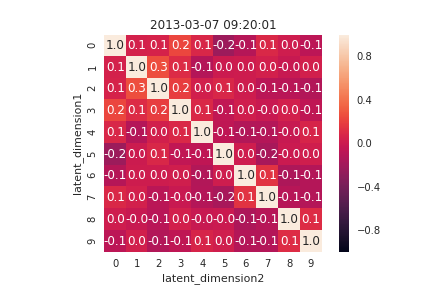 2013-03-07 09:20:01
0 1.0 0.1 0.1 0.2 0.1 -0.2 -0.1 0.1 0.0 -0.1
1 0.1 1.0 0.3 0.1 -0.1 0.0 0.0 0.0 -0.0 0.0
2 0.1 0.3 1.0 0.2 0.0 0.1 0.0 -0.1 -0.1 -0.1
3 0.2 0.1 0.2 1.0 0.1 -0.1 0.0 -0.0 0.0 -0.1
4 0.1 -0.1 0.0 0.1 1.0 -0.1 -0.1 -0.1 -0.0 0.1
5 -0.2 0.0 0.1 -0.1 -0.1 1.0 0.0 -0.2 -0.0 0.0
6 -0.1 0.0 0.0 0.0 -0.1 0.0 1.0 0.1 -0.1 -0.1
7 0.1 0.0 -0.1 -0.0 -0.1 -0.2 0.1 1.0 -0.1 -0.1
8 0.0 -0.0 -0.1 0.0 -0.0 -0.0 -0.1 -0.1 1.0 0.1
9 -0.1 0.0 -0.1 -0.1 0.1 0.0 -0.1 -0.1 0.1 1.0
0 1 2 3 4 5 6 7 8 9
latent_dimension1
latent_dimension2
0.8
0.4
0.0
-0.4
-0.8